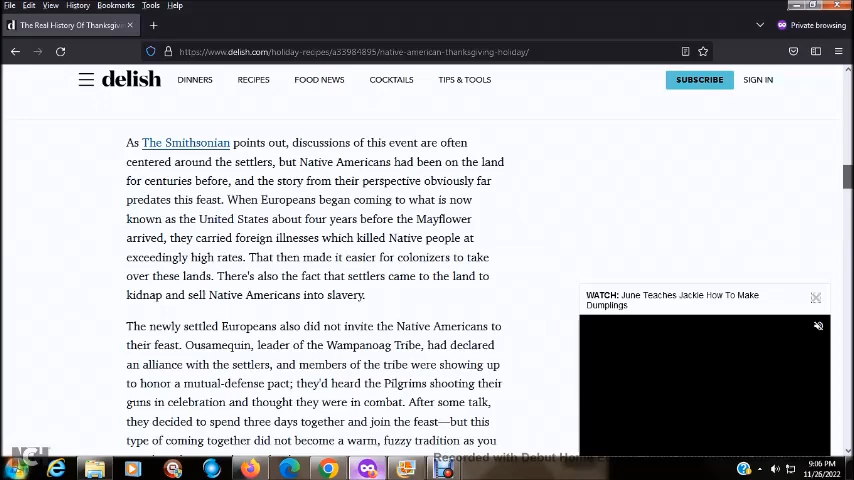 File Edit View History Bookmarks Tools Help
The Real History Of Thanksgivi
Private browsing
https://www.delish.com/holiday-recipes/a33984895/native-american-thanksgiving-holiday/
delish DINNERS RECIPES FOOD NEWS COCKTAILS TIPS & TOOLS SUBSCRIBE SIGN IN
As The Smithsonian points out, discussions of this event are often
centered around the settlers, but Native Americans had been on the land
for centuries before, and the story from their perspective obviously far
predates this feast. When Europeans began coming to what is now
known as the United States about four years before the Mayflower
arrived, they carried foreign illnesses which killed Native people at
exceedingly high rates. That then made it easier for colonizers to take
over these lands. There's also the fact that settlers came to the land to
kidnap and sell Native Americans into slavery.
The newly settled Europeans also did not invite the Native Americans to
their feast. Ousamequin, leader of the Wampanoag Tribe, had declared
an alliance with the settlers, and members of the tribe were showing up
to honor a mutual-defense pact; they'd heard the Pilgrims shooting their
guns in celebration and thought they were in combat. After some talk,
they decided to spend three days together and join the feast—but this
type of coming together did not become a warm, fuzzy tradition as you
WATCH: June Teaches Jackie How To Make
Dumplings
NCH
Recorded with Debut
9:06 PM
11/26/2022